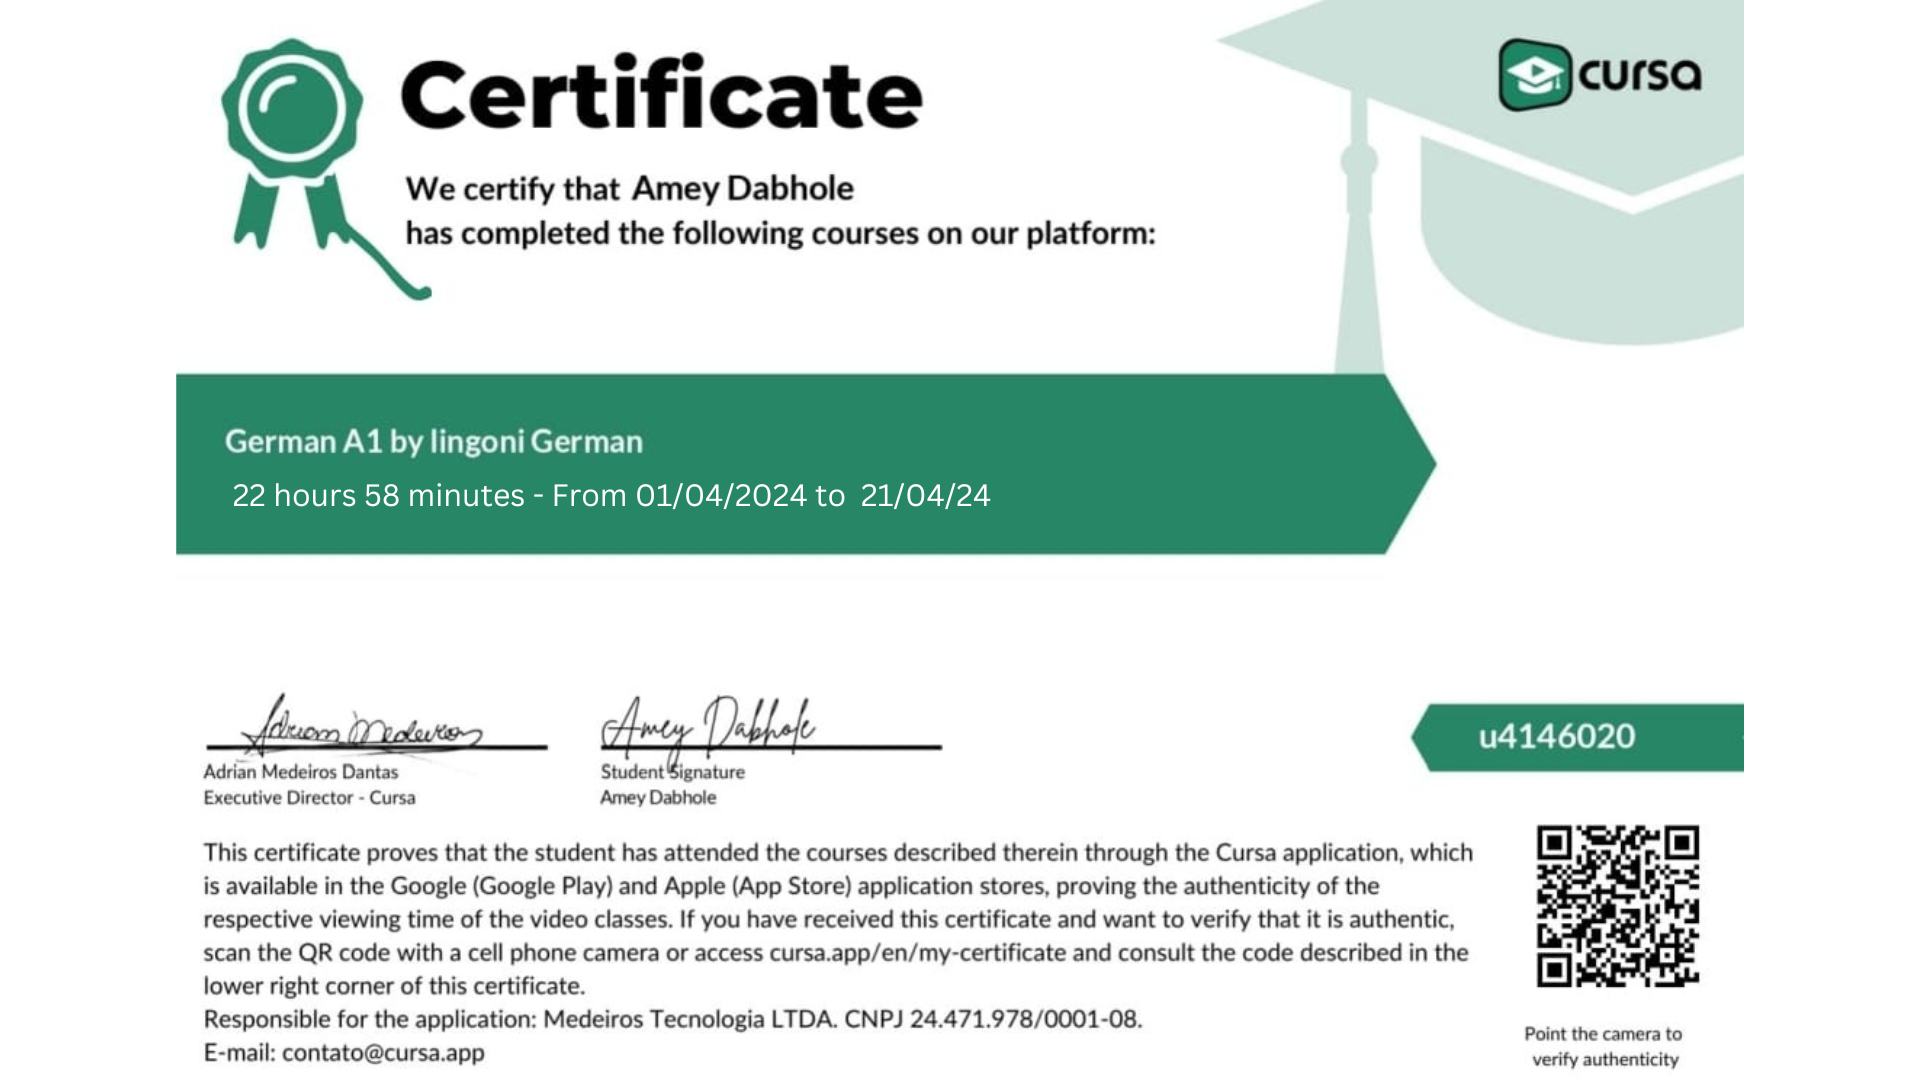 Certificate
cursa
We certify that Amey Dabhole
has completed the following courses on our platform:
German A1 by lingoni German
22 hours 58 minutes - From 01/04/2024 to 21/04/24
Adrian Medeiros
Amey Dabhole
Adrian Medeiros Dantas
Executive Director - Cursa
Student Signature
Amey Dabhole
u4146020
This certificate proves that the student has attended the courses described therein through the Cursa application, which
is available in the Google (Google Play) and Apple (App Store) application stores, proving the authenticity of the
respective viewing time of the video classes. If you have received this certificate and want to verify that it is authentic,
scan the QR code with a cell phone camera or access cursa.app/en/my-certificate and consult the code described in the
lower right corner of this certificate.
Responsible for the application: Medeiros Tecnologia LTDA. CNPJ 24.471.978/0001-08.
E-mail: contato@cursa.app
Point the camera to
verify authenticity